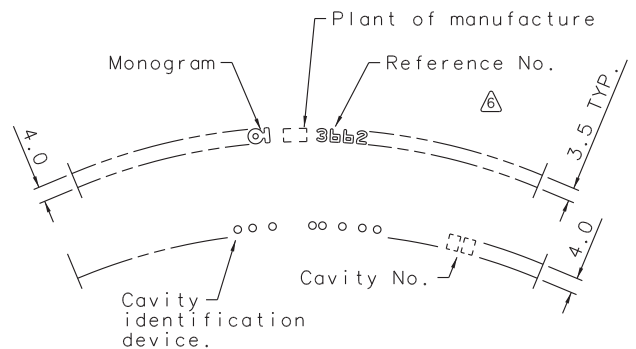 Plant of manufacture
Monogram
Reference No.
6
4.0
3662
3.5 TYP.
4.0
Cavity No.
Cavity
identification
device.